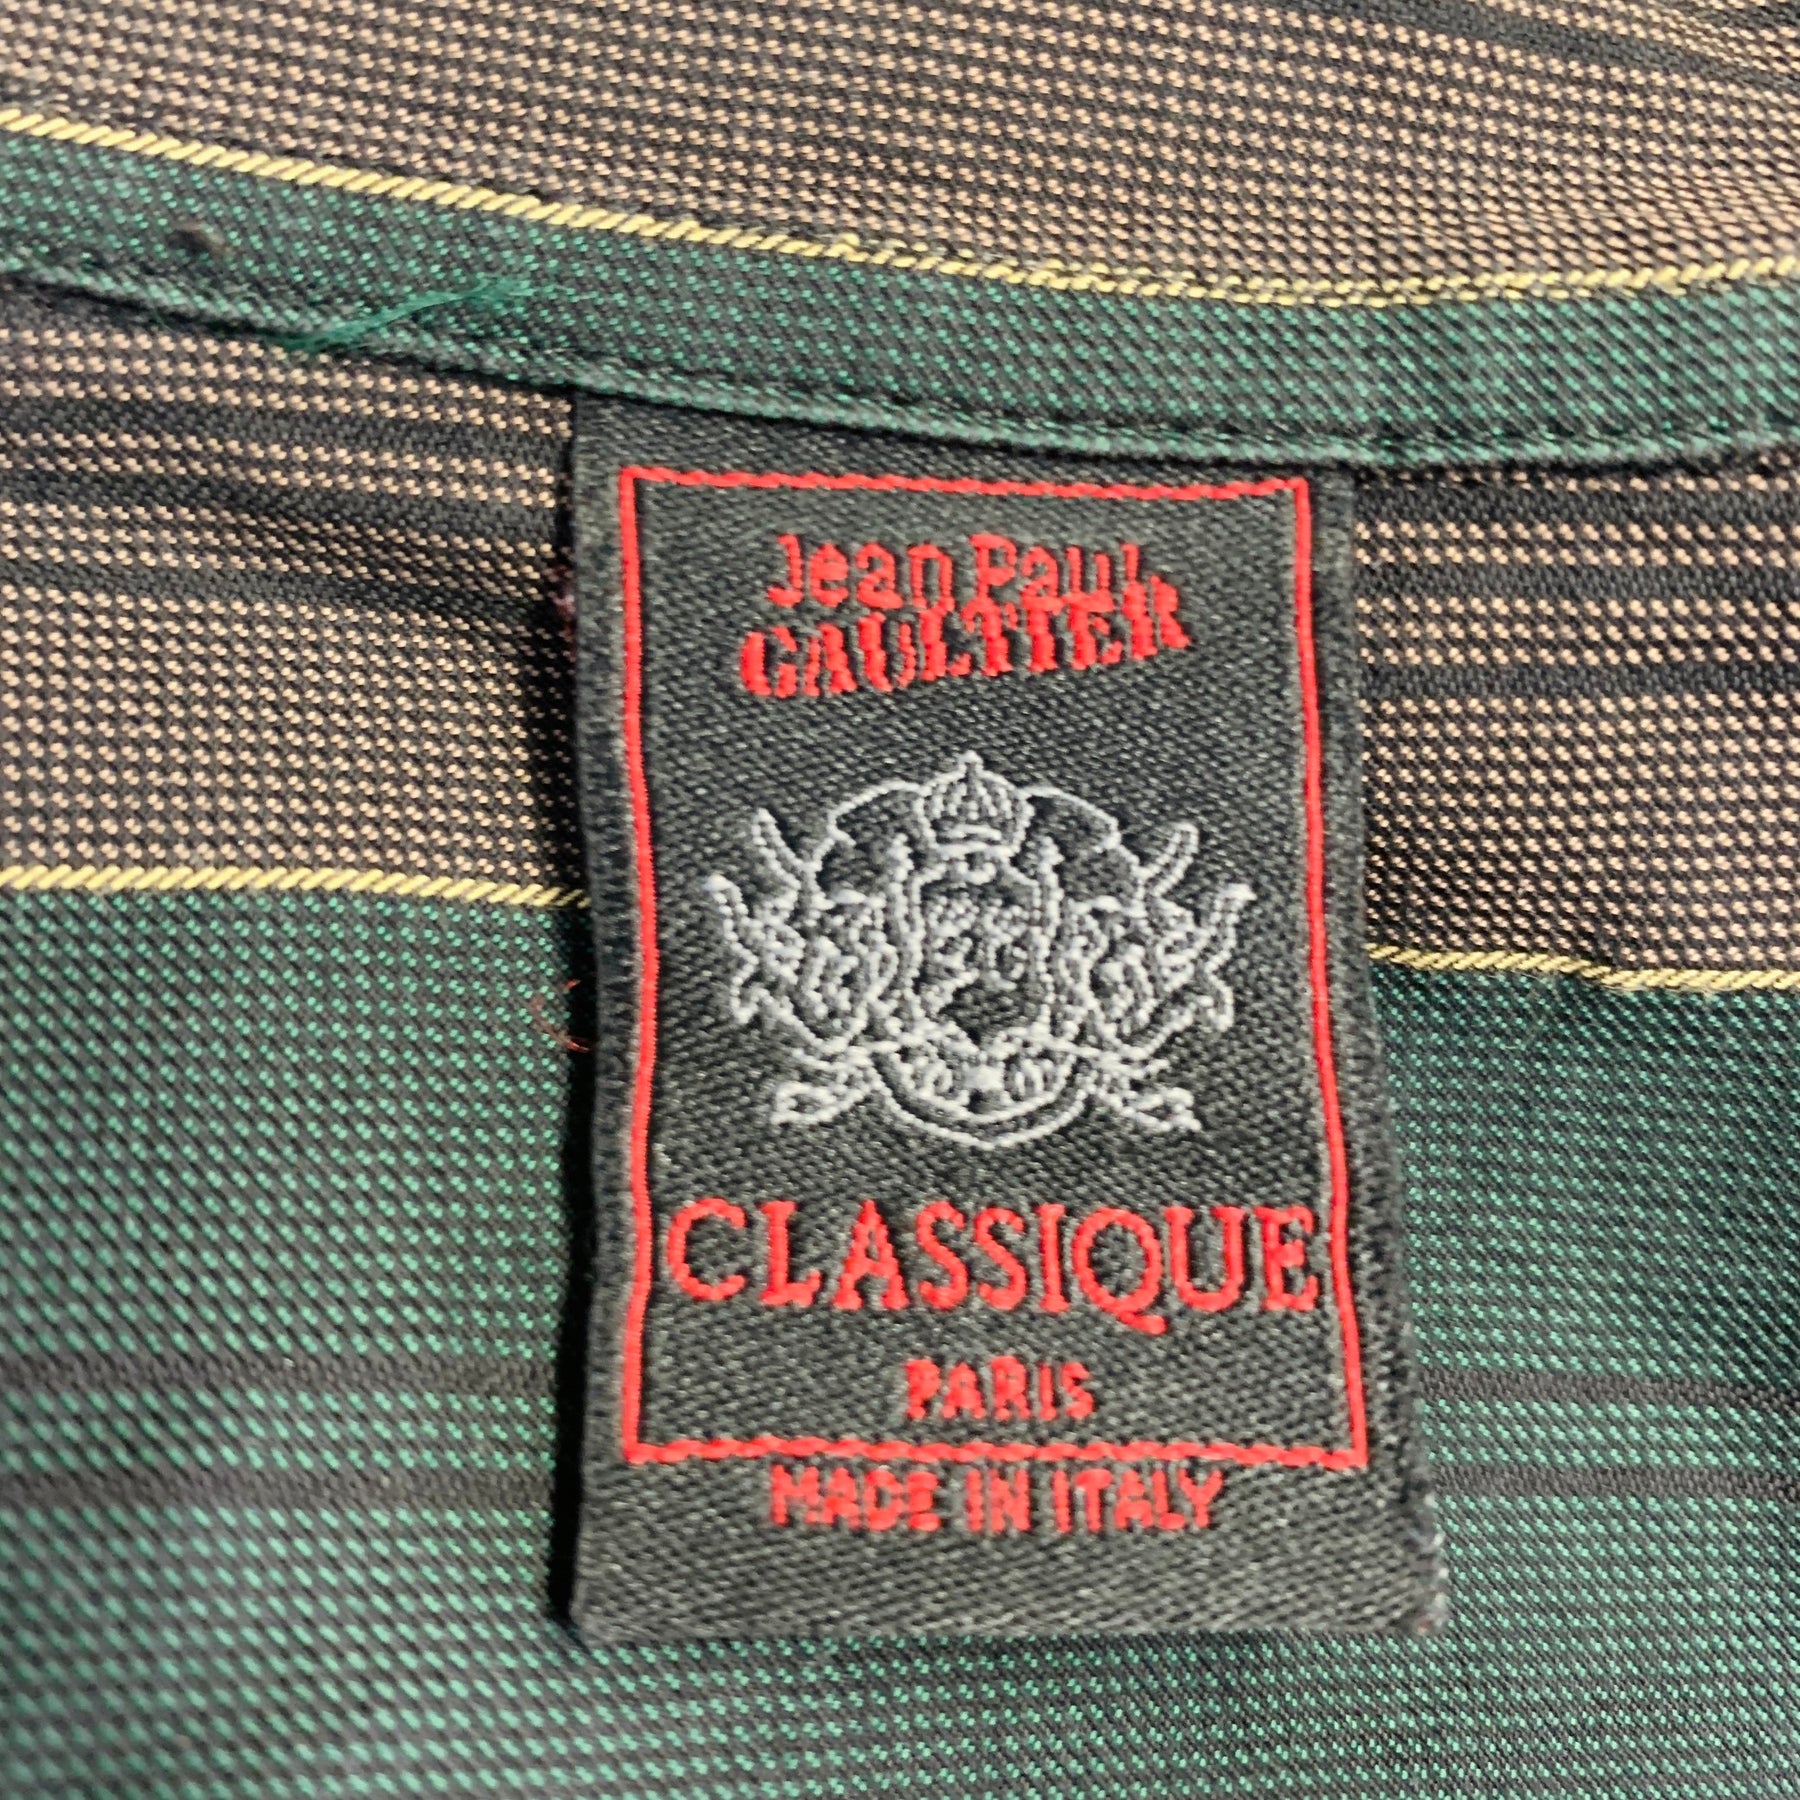 Jean Paul
GAULTIER
CLASSIQUE
PARIS
MADE IN ITALY